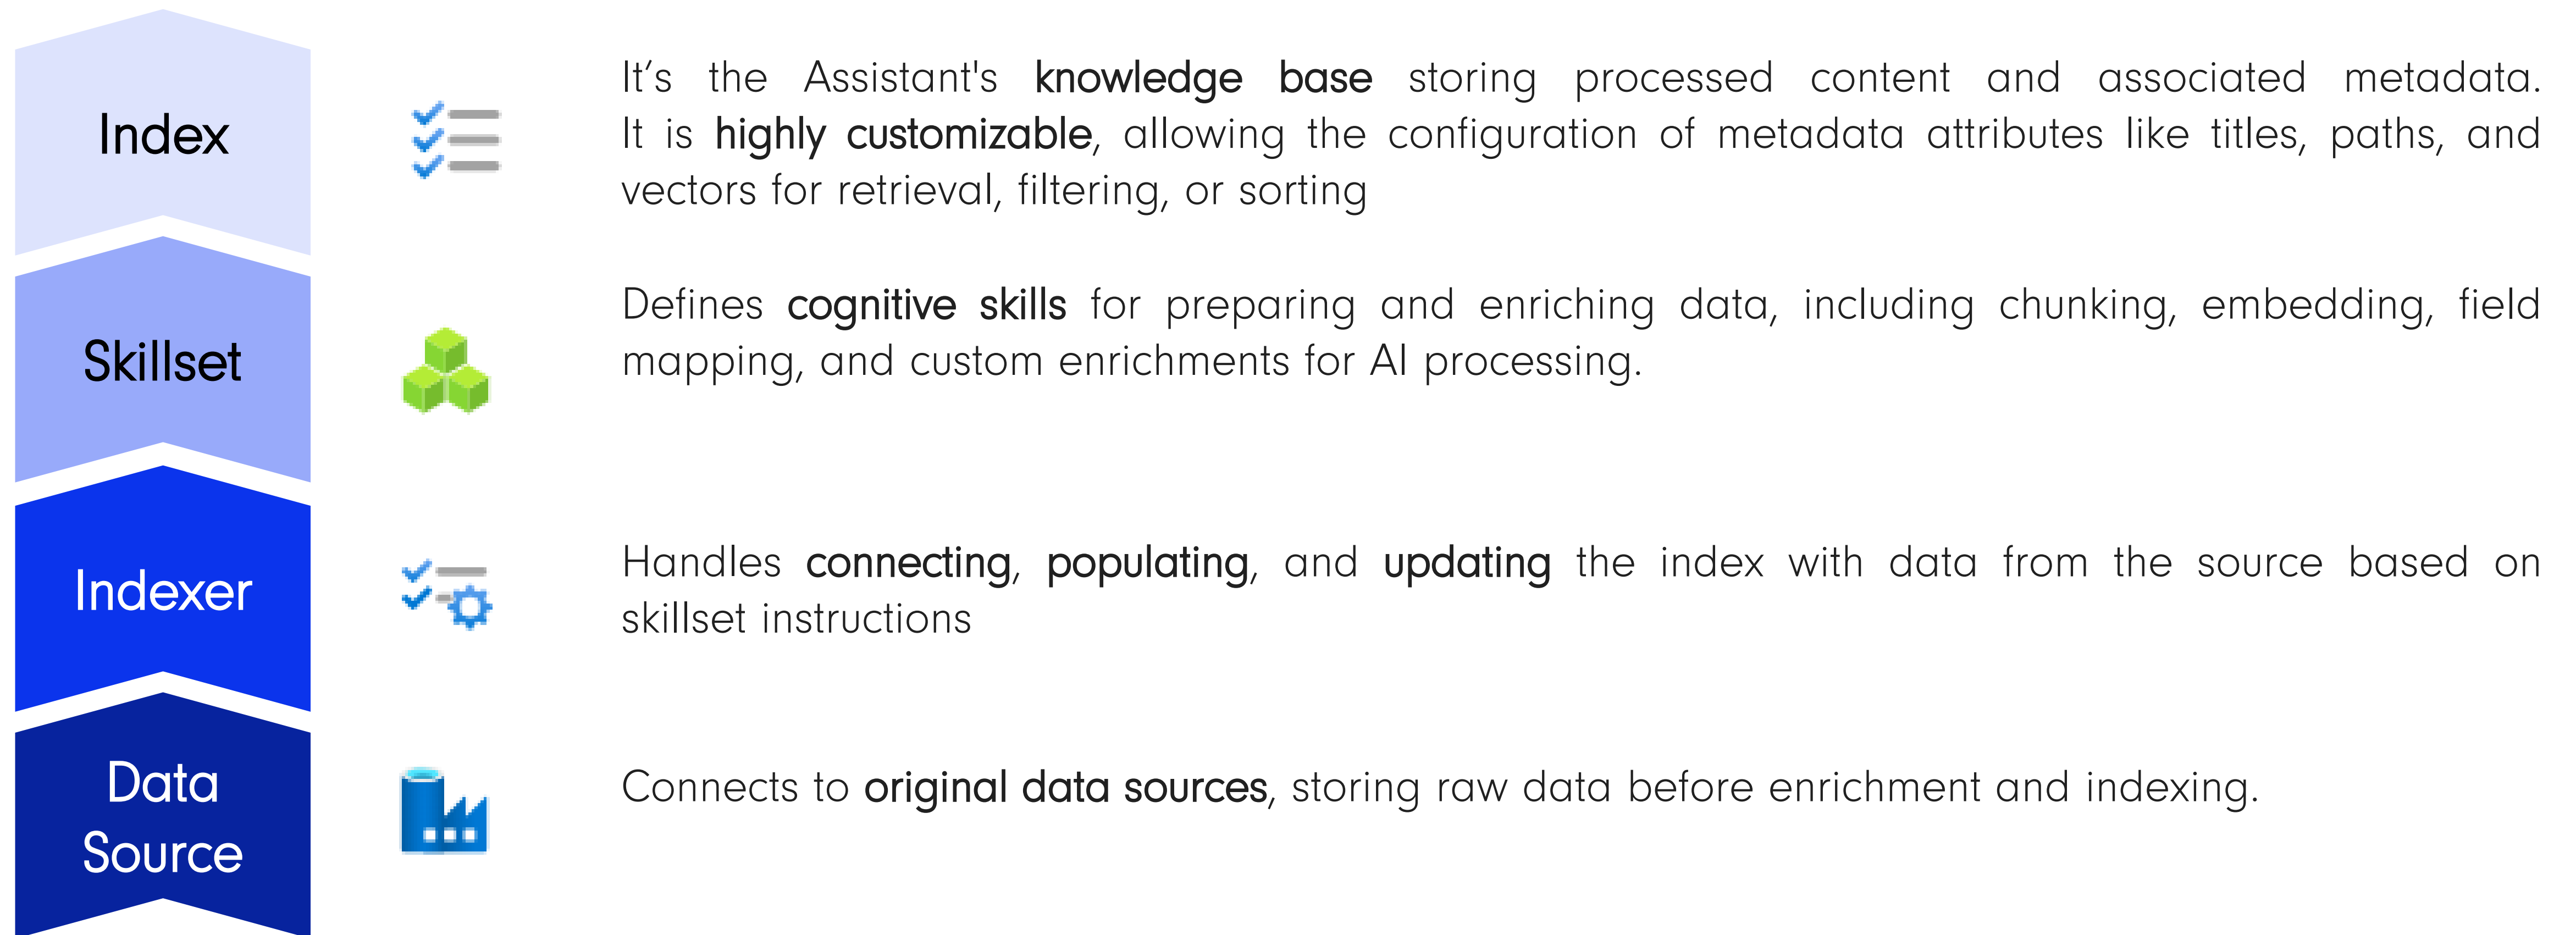 Index
It’s the Assistant's knowledge base storing processed content and associated metadata.
It is highly customizable, allowing the configuration of metadata attributes like titles, paths, and
vectors for retrieval, filtering, or sorting
Skillset
Defines cognitive skills for preparing and enriching data, including chunking, embedding, field
mapping, and custom enrichments for AI processing.
Indexer
Handles connecting, populating, and updating the index with data from the source based on
skillset instructions
Data
Source
Connects to original data sources, storing raw data before enrichment and indexing.